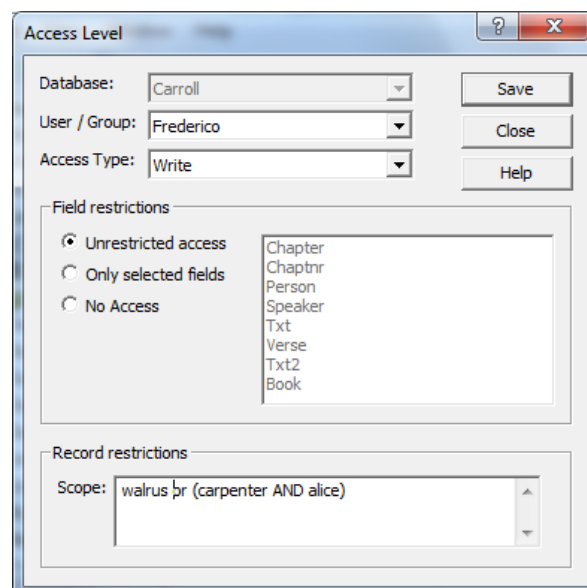 Access Level
Help
Database:
Carroll
Save
User / Group:
Frederico
Close
Access Type:
Write
Help
Field restrictions
Unrestricted access
Only selected fields
No Access
Chapter
Chaptnr
Person
Speaker
Txt
Verse
Txt2
Book
Record restrictions
Scope:
walrus or (carpenter AND alice)